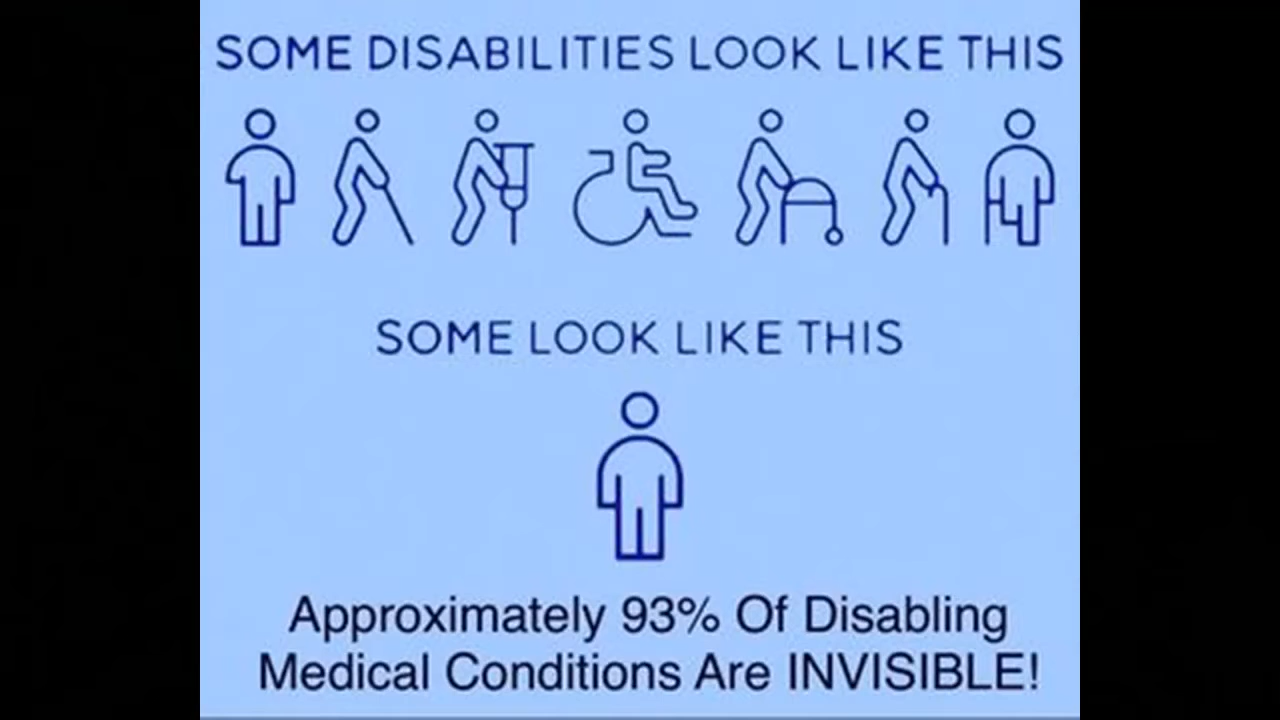 SOME DISABILITIES LOOK LIKE THIS
SOME LOOK LIKE THIS
Approximately 93% Of Disabling
Medical Conditions Are INVISIBLE!